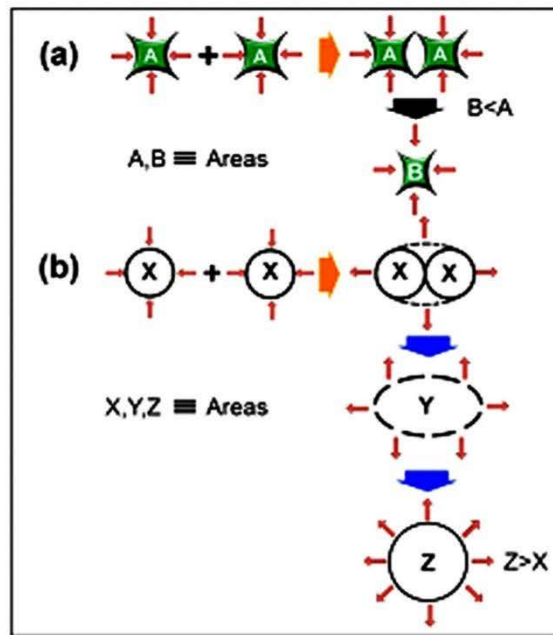 (a) A + A A A
B<A
A,B ≡ Areas
B
(b) X + X X X
X,Y,Z ≡ Areas
Y
Z Z>X